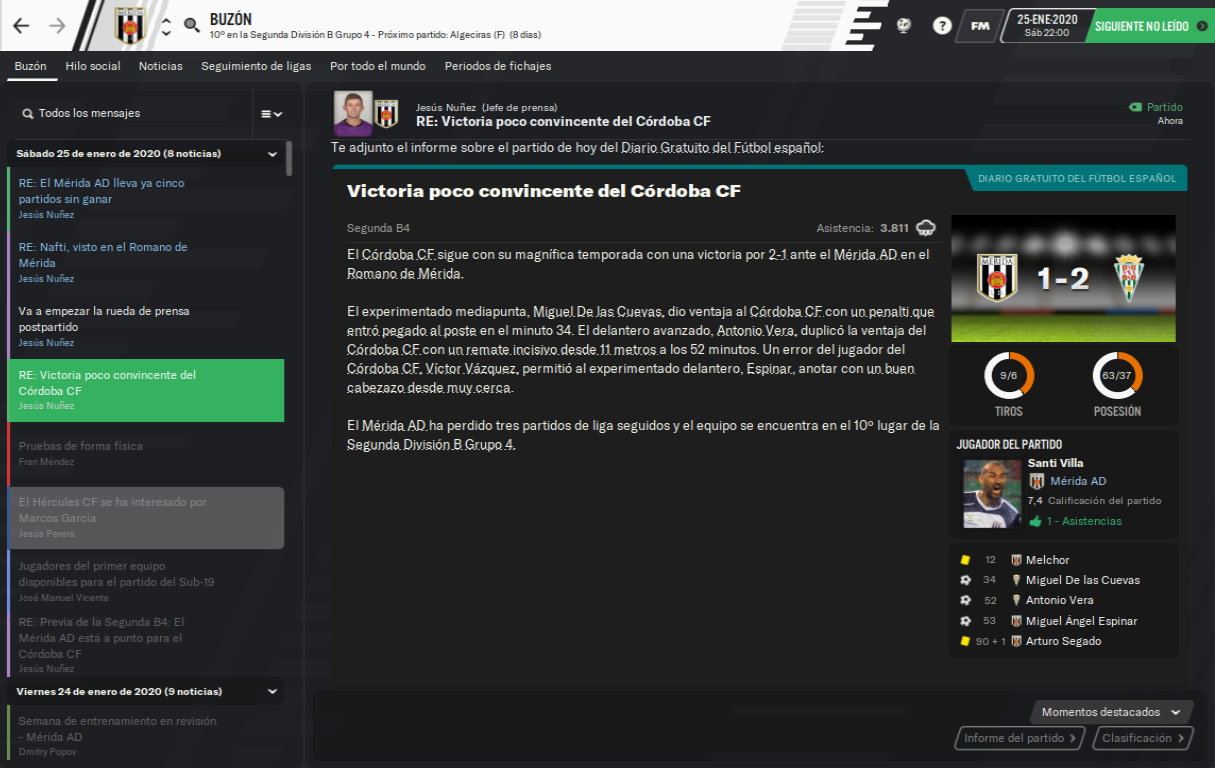 BUZÓN
10º en la Segunda División B Grupo 4 - Próximo partido: Algeciras (F) (8 dias)
FM
25-ENE-2020
Sáb 22:00
SIGUIENTE NO LEÍDO
Buzón
Hilo social
Noticias
Seguimiento de ligas
Por todo el mundo
Periodos de fichajes
Todos los mensajes
Sábado 25 de enero de 2020 (8 noticias)
RE: El Mérida AD lleva ya cinco
partidos sin ganar
Jesús Nuñez
RE: Nafti, visto en el Romano de
Mérida
Jesús Nuñez
Va a empezar la rueda de prensa
postpartido
Jesús Nuñez
RE: Victoria poco convincente del
Córdoba CF
Jesús Nuñez
Pruebas de forma física
Fran Méndez
El Hércules CF se ha interesado por
Marcos García
Jesús Perera
Jugadores del primer equipo
disponibles para el partido del Sub-19
José Manuel Vicente
RE: Previa de la Segunda B4: El
Mérida AD está a punto para el
Córdoba CF
Jesús Nuñez
Viernes 24 de enero de 2020 (9 noticias)
Semana de entrenamiento en revisión
- Mérida AD
Dmitry Popov
Jesús Nuñez (Jefe de prensa)
RE: Victoria poco convincente del Córdoba CF
Partido
Ahora
Te adjunto el informe sobre el partido de hoy del Diario Gratuito del Fútbol español:
DIARIO GRATUITO DEL FÚTBOL ESPAÑOL
Victoria poco convincente del Córdoba CF
Segunda B4
Asistencia: 3.811
El Córdoba CF sigue con su magnífica temporada con una victoria por 2-1 ante el Mérida AD en el
Romano de Mérida.
El experimentado mediapunta, Miguel De las Cuevas, dio ventaja al Córdoba CF con un penalti que
entró pegado al poste en el minuto 34. El delantero avanzado, Antonio Vera, duplicó la ventaja del
Córdoba CF con un remate incisivo desde 11 metros a los 52 minutos. Un error del jugador del
Córdoba CF, Víctor Vázquez, permitió al experimentado delantero, Espinar, anotar con un buen
cabezazo desde muy cerca.
El Mérida AD ha perdido tres partidos de liga seguidos y el equipo se encuentra en el 10º lugar de la
Segunda División B Grupo 4.
MERIDA
1-2
9/6
TIROS
63/37
POSESIÓN
JUGADOR DEL PARTIDO
Santi Villa
Mérida AD
7,4 Calificación del partido
1 - Asistencias
12 Melchor
34 Miguel De las Cuevas
52 Antonio Vera
53 Miguel Ángel Espinar
90 + 1 Arturo Segado
Momentos destacados
Informe del partido
Clasificación